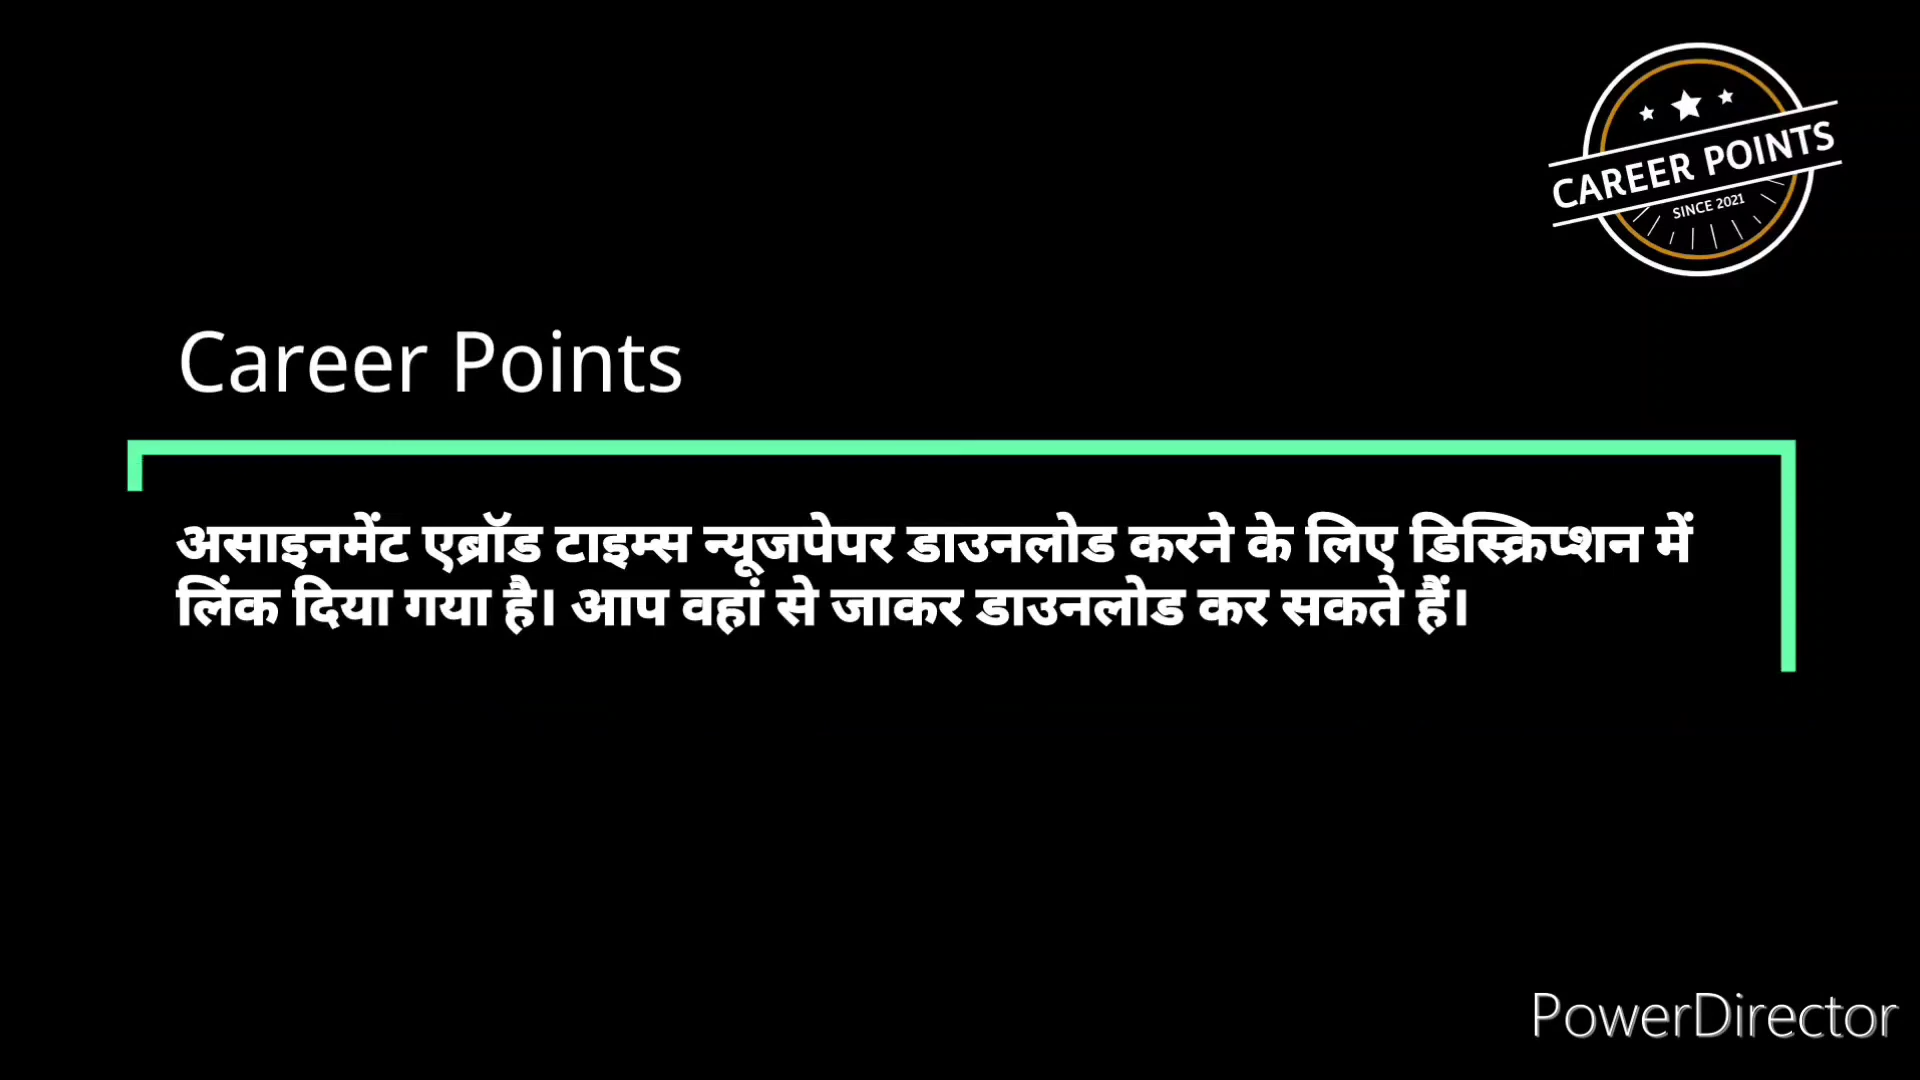 CAREER POINTS
SINCE 2021
Career Points
असाइनमेंट एब्रॉड टाइम्स न्यूजपेपर डाउनलोड करने के लिए डिस्क्रिप्शन में
लिंक दिया गया है। आप वहां से जाकर डाउनलोड कर सकते हैं।
PowerDirector